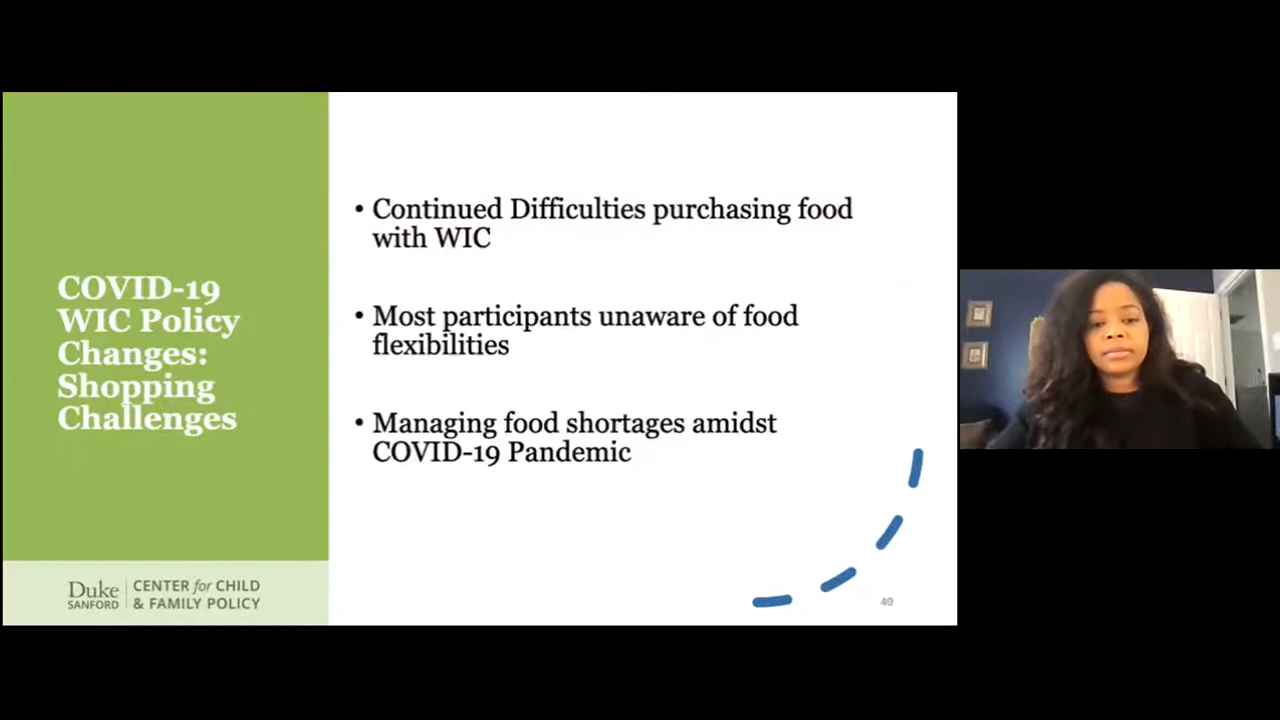 COVID-19
WIC Policy
Changes:
Shopping
Challenges
• Continued Difficulties purchasing food
with WIC
• Most participants unaware of food
flexibilities
• Managing food shortages amidst
COVID-19 Pandemic
Duke
SANFORD
CENTER for CHILD
& FAMILY POLICY
40